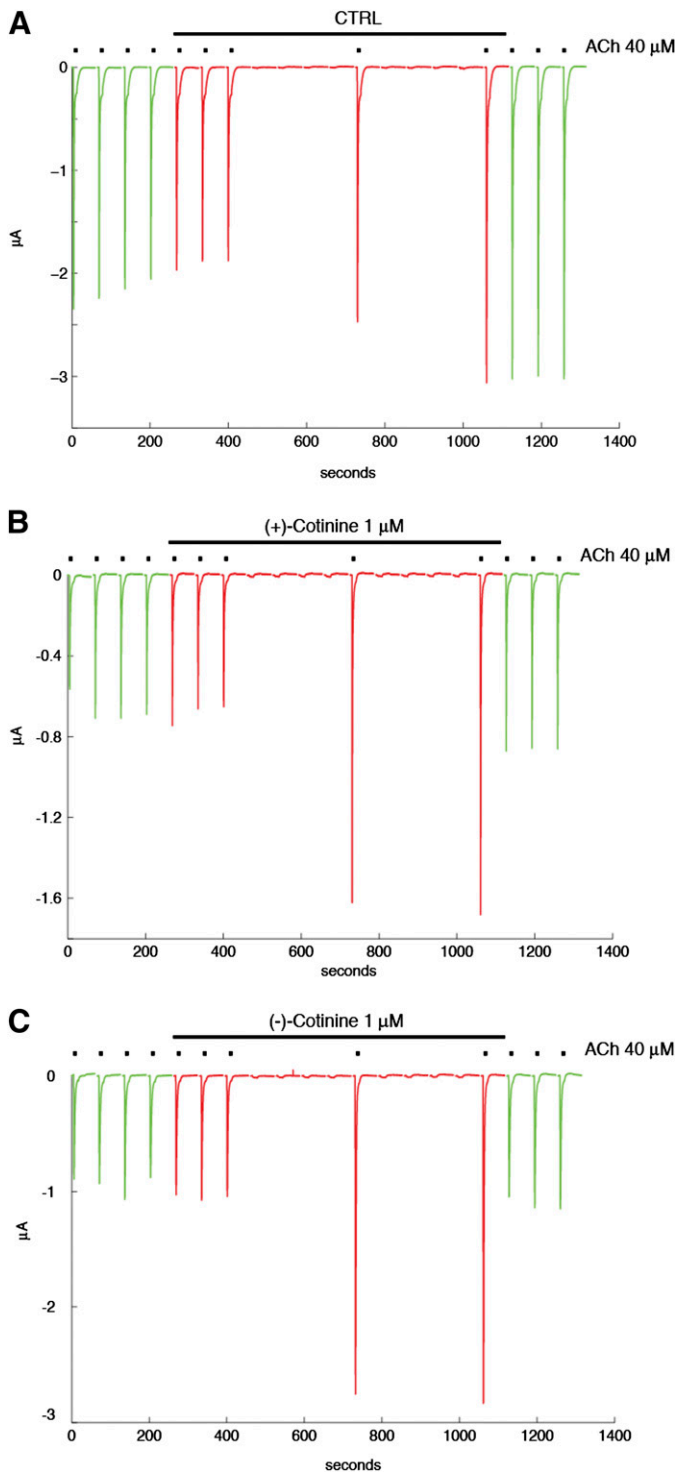 A
CTRL
ACh 40 µM
0
−1
−2
−3
µA
0 200 400 600 800 1000 1200 1400
seconds
B
(+)-Cotinine 1 µM
ACh 40 µM
0
-0.4
-0.8
-1.2
-1.6
µA
0 200 400 600 800 1000 1200 1400
seconds
C
(-)-Cotinine 1 µM
ACh 40 µM
0
-1
-2
-3
µA
0 200 400 600 800 1000 1200 1400
seconds